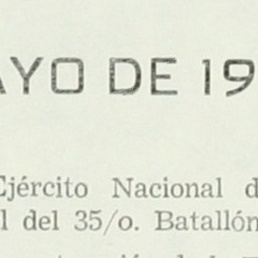 AYO DE 19
Ejército Nacional d
l del 35/o. Batallón